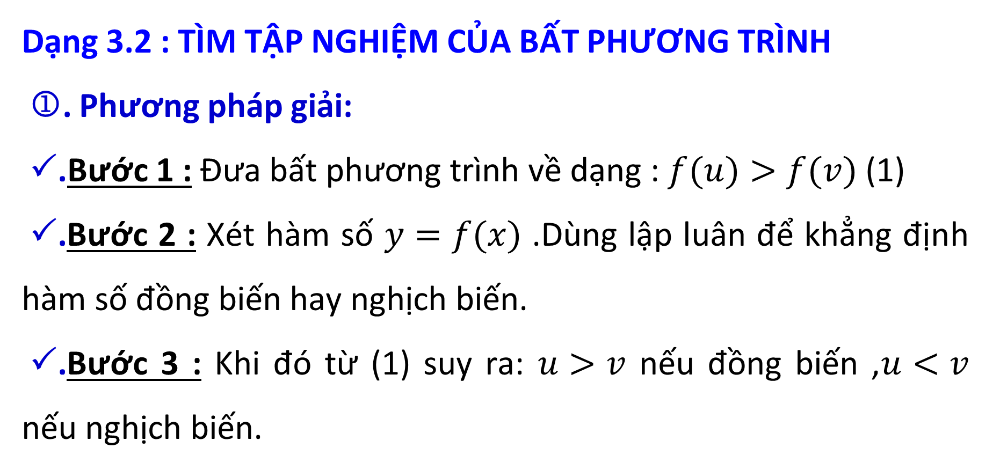 Dạng 3.2 : TÌM TẬP NGHIỆM CỦA BẤT PHƯƠNG TRÌNH
①. Phương pháp giải:
✓.Bước 1 : Đưa bất phương trình về dạng : f(u) > f(v) (1)
✓.Bước 2 : Xét hàm số y = f(x) .Dùng lập luân để khẳng định
hàm số đồng biến hay nghịch biến.
✓.Bước 3 : Khi đó từ (1) suy ra: u > v nếu đồng biến ,u < v
nếu nghịch biến.